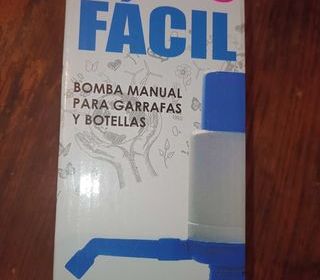 FÁCIL
BOMBA MANUAL
PARA GARRAFAS
Y BOTELLAS